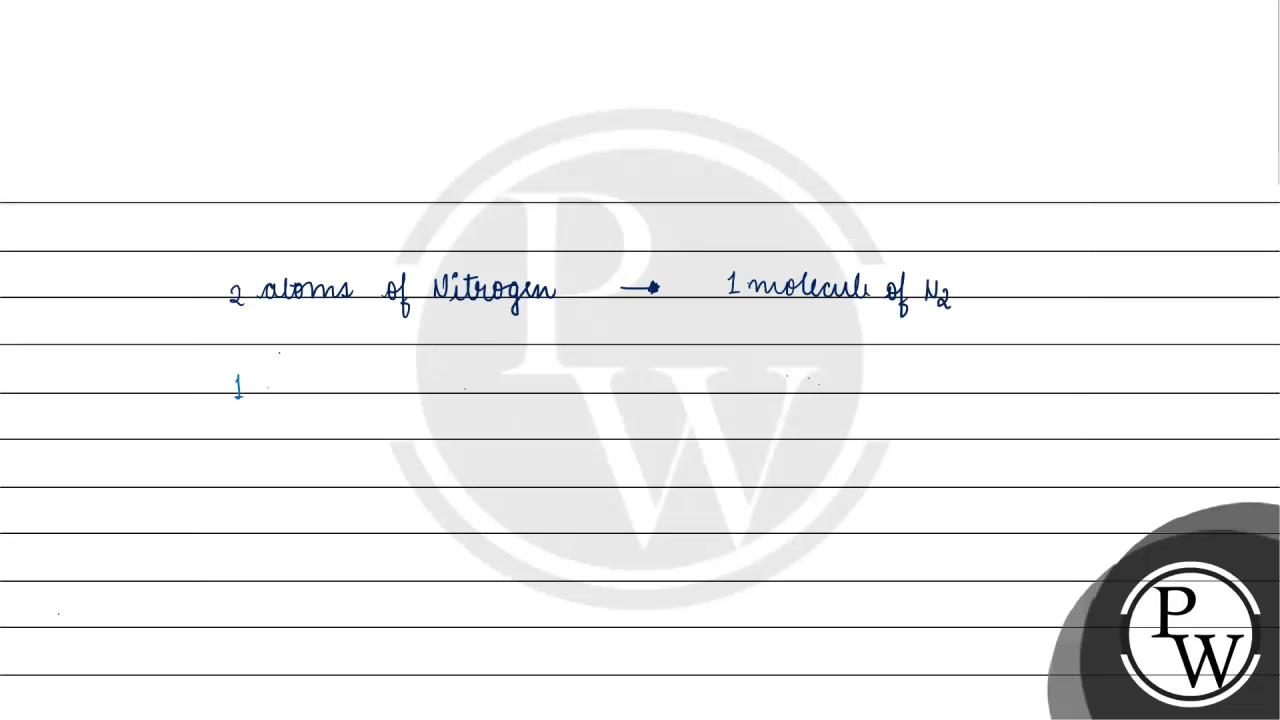 2 atoms of Nitrogen → 1 molecule of N₂
1
P
W
P
W